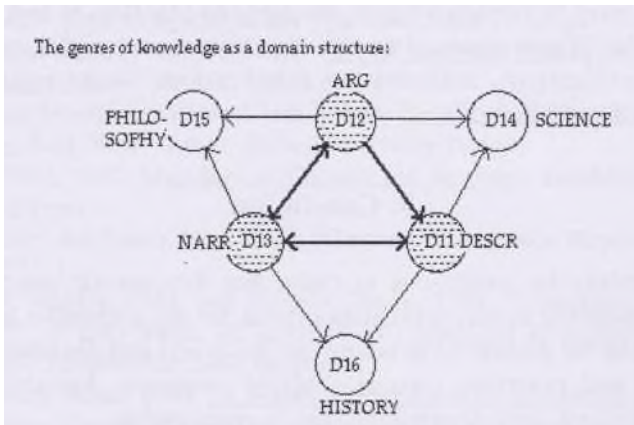 The genres of knowledge as a domain structure:
ARG
PHILO-
SOPHY
D15
D12
D14 SCIENCE
NARR D13
D11 DESCR
D16
HISTORY